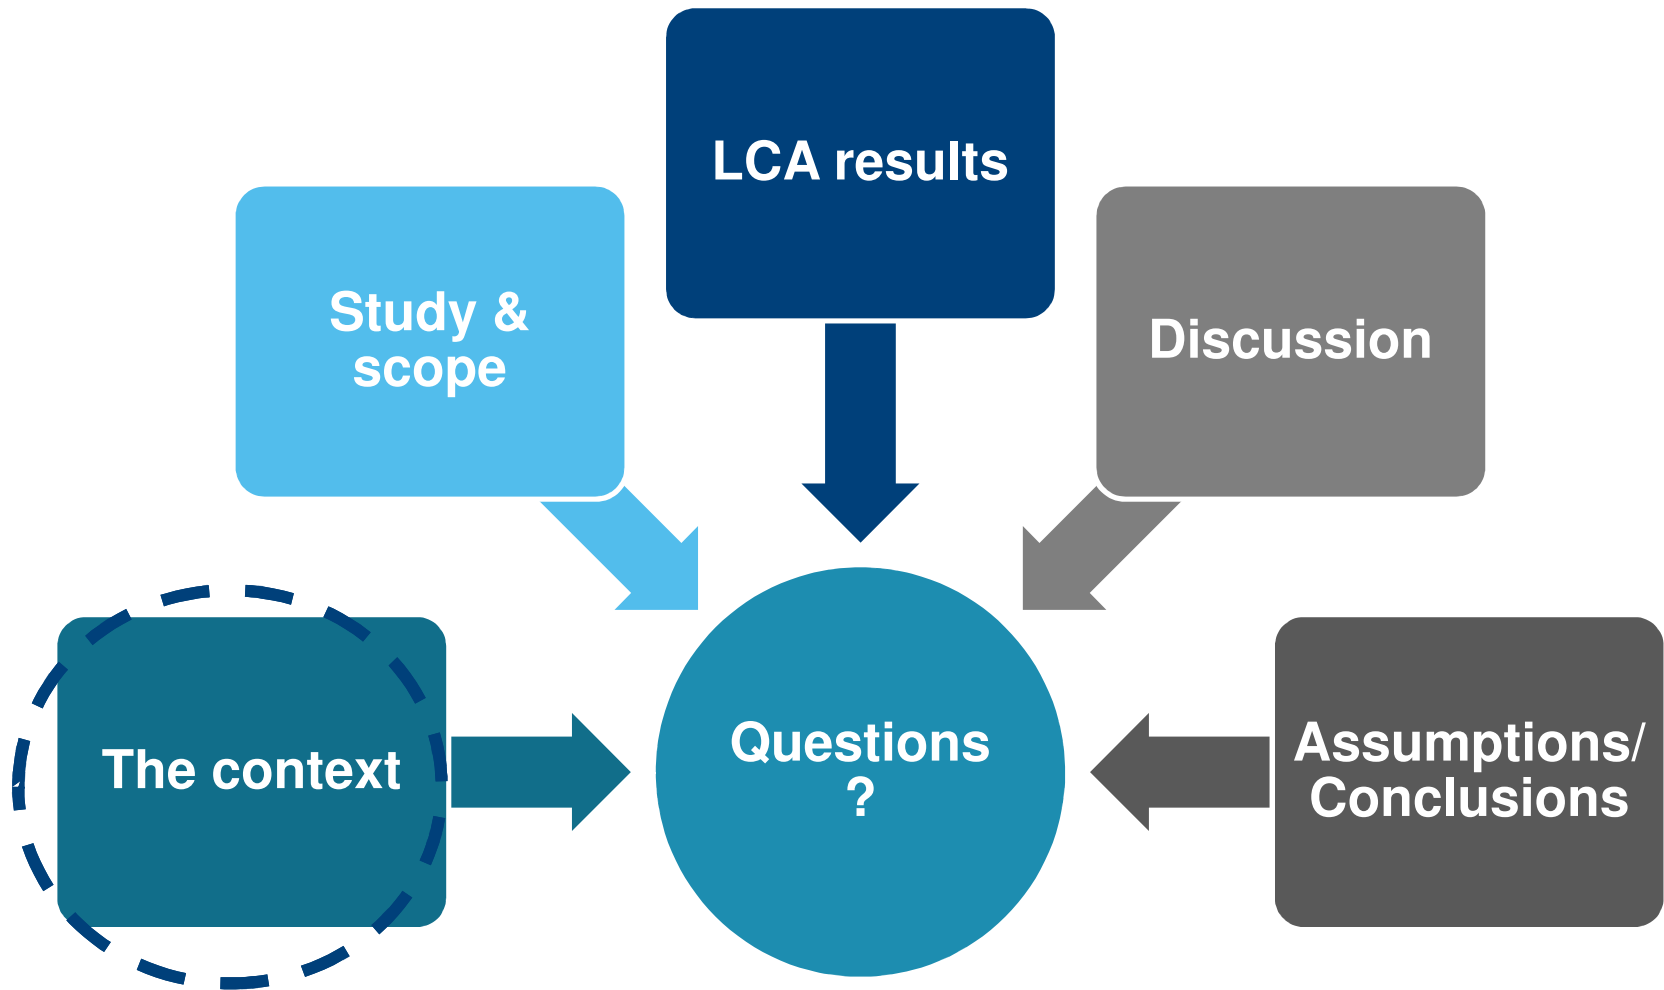 LCA results
Study &
scope
Discussion
The context
Questions
?
Assumptions/
Conclusions